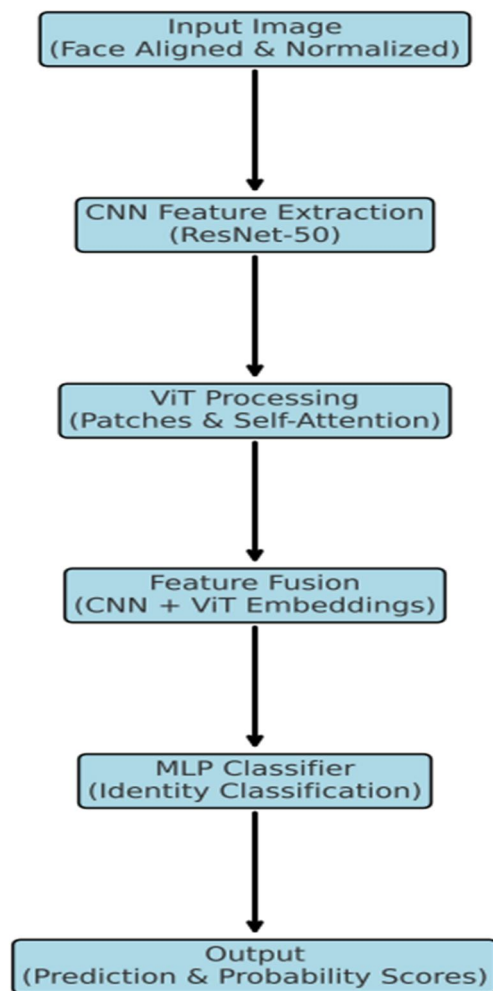 Input Image
(Face Aligned & Normalized)
CNN Feature Extraction
(ResNet-50)
ViT Processing
(Patches & Self-Attention)
Feature Fusion
(CNN + ViT Embeddings)
MLP Classifier
(Identity Classification)
Output
(Prediction & Probability Scores)